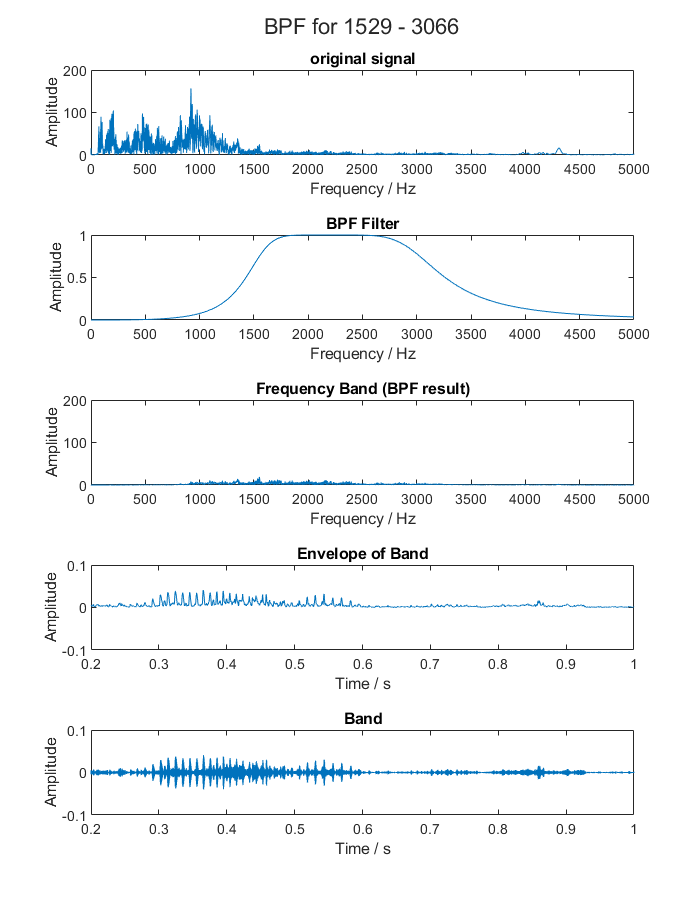 BPF for 1529 - 3066
original signal
200
100
0
Amplitude
0 500 1000 1500 2000 2500 3000 3500 4000 4500 5000
Frequency / Hz
BPF Filter
1
0.5
0
Amplitude
0 500 1000 1500 2000 2500 3000 3500 4000 4500 5000
Frequency / Hz
Frequency Band (BPF result)
200
100
0
Amplitude
0 500 1000 1500 2000 2500 3000 3500 4000 4500 5000
Frequency / Hz
Envelope of Band
0.1
0
-0.1
Amplitude
0.2 0.3 0.4 0.5 0.6 0.7 0.8 0.9 1
Time / s
Band
0.1
0
-0.1
Amplitude
0.2 0.3 0.4 0.5 0.6 0.7 0.8 0.9 1
Time / s